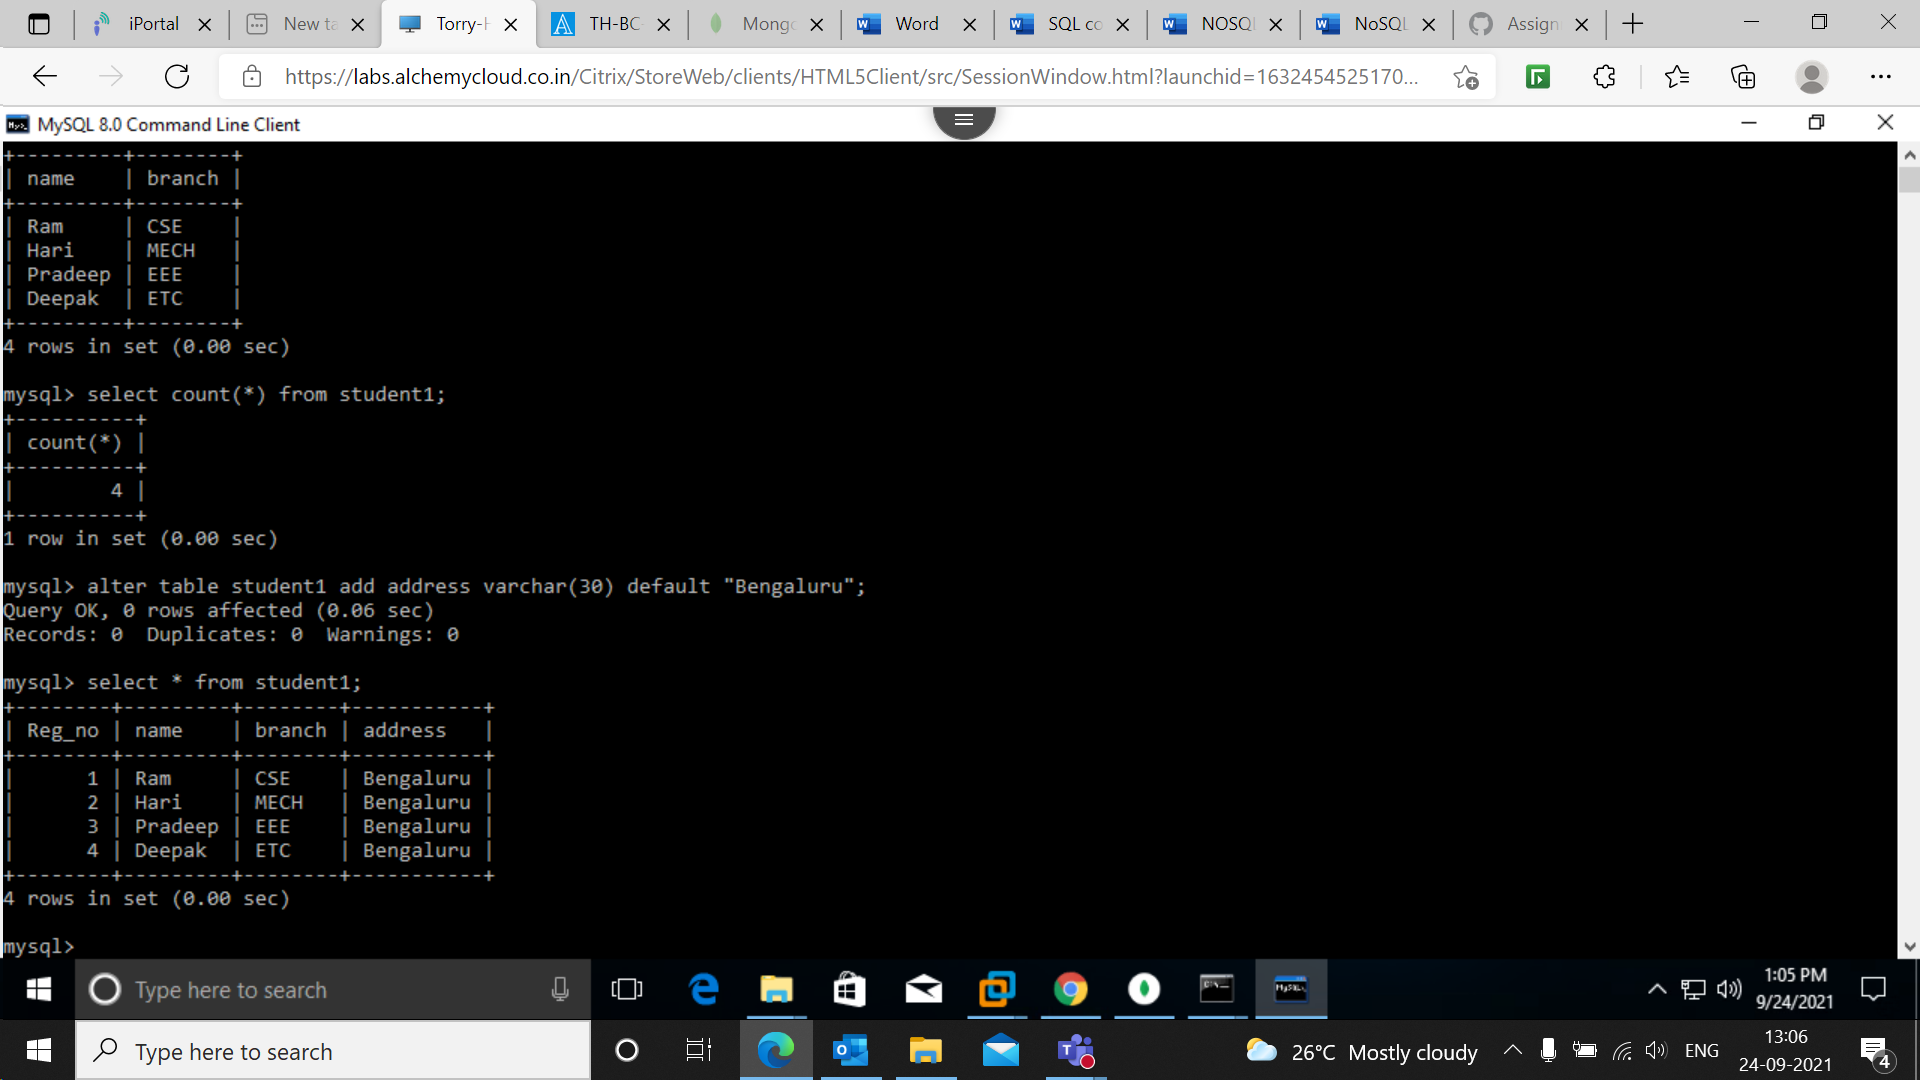 iPortal
New ta
Torry-H
TH-BC-
Mongo
Word
SQL co
NOSQL
NoSQL
Assign
https://labs.alchemycloud.co.in/Citrix/StoreWeb/clients/HTML5Client/src/SessionWindow.html?launchid=1632454525170...
MySQL 8.0 Command Line Client
+---------+--------+
| name    | branch |
+---------+--------+
| Ram     | CSE    |
| Hari    | MECH   |
| Pradeep | EEE    |
| Deepak  | ETC    |
+---------+--------+
4 rows in set (0.00 sec)
mysql> select count(*) from student1;
+----------+
| count(*) |
+----------+
|        4 |
+----------+
1 row in set (0.00 sec)
mysql> alter table student1 add address varchar(30) default "Bengaluru";
Query OK, 0 rows affected (0.06 sec)
Records: 0  Duplicates: 0  Warnings: 0
mysql> select * from student1;
+--------+---------+--------+-----------+
| Reg_no | name    | branch | address   |
+--------+---------+--------+-----------+
|      1 | Ram     | CSE    | Bengaluru |
|      2 | Hari    | MECH   | Bengaluru |
|      3 | Pradeep | EEE    | Bengaluru |
|      4 | Deepak  | ETC    | Bengaluru |
+--------+---------+--------+-----------+
4 rows in set (0.00 sec)
mysql>
Type here to search
1:05 PM
9/24/2021
Type here to search
26°C Mostly cloudy
ENG
13:06
24-09-2021
4